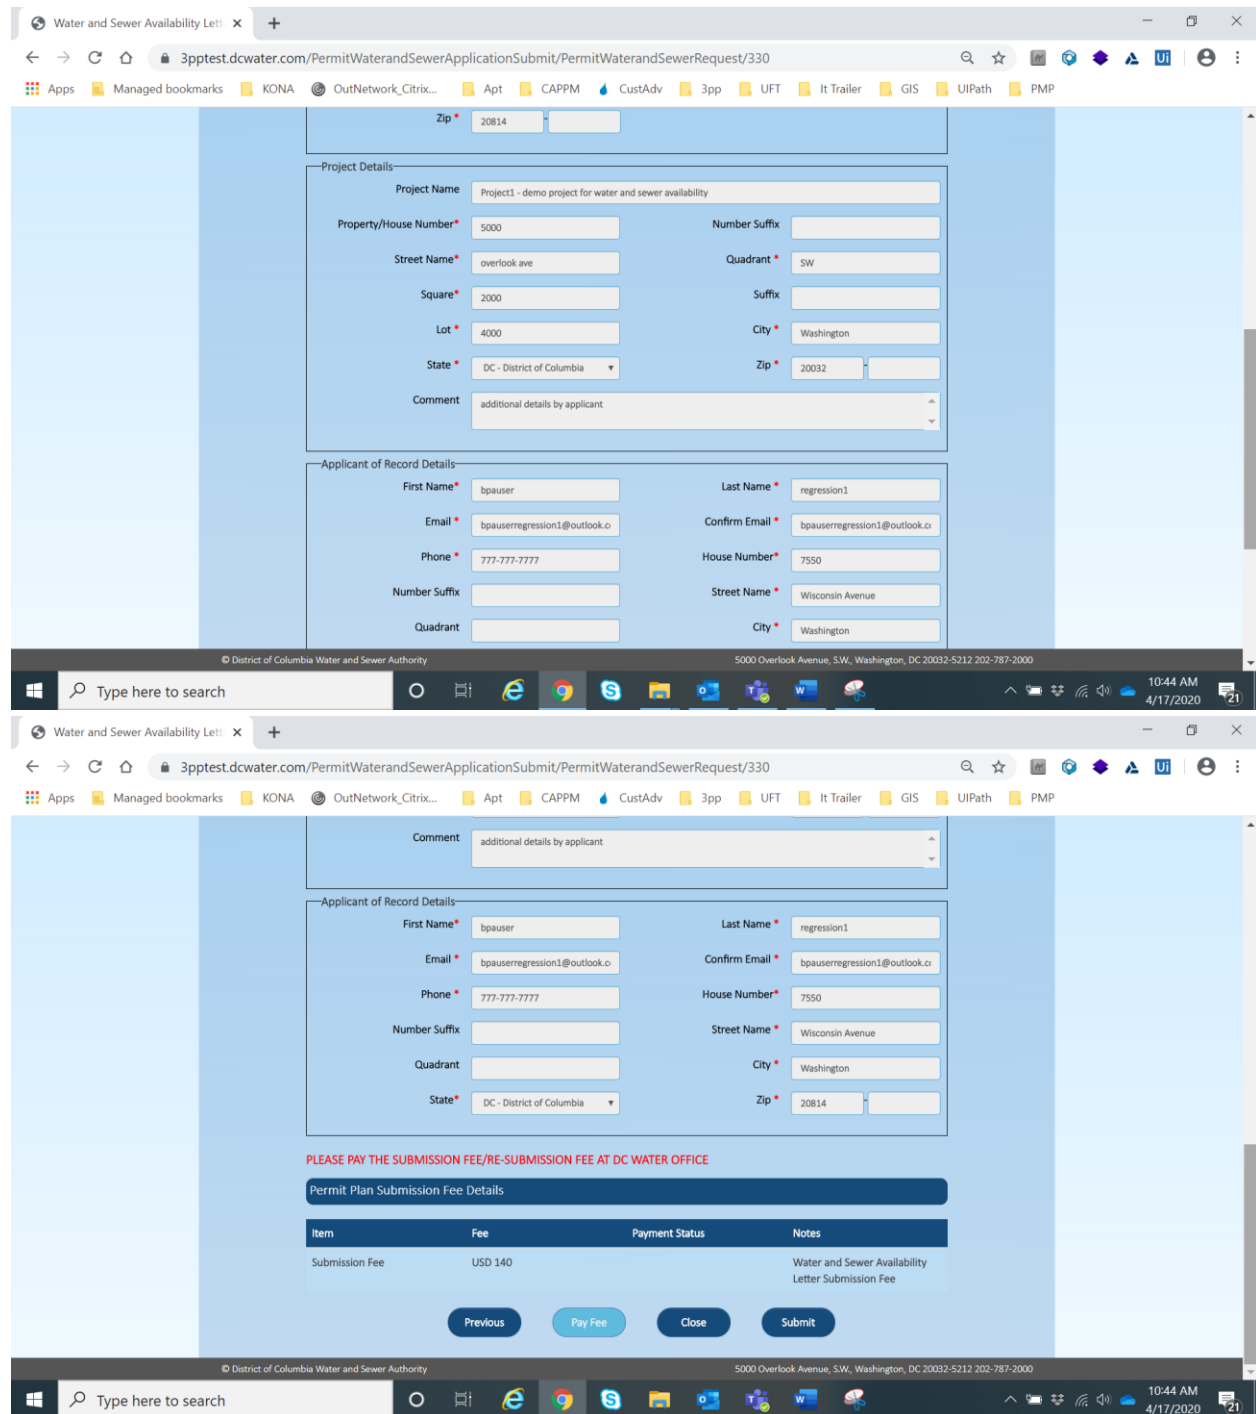 Water and Sewer Availability Lett
3pptest.dcwater.com/PermitWaterandSewerApplicationSubmit/PermitWaterandSewerRequest/330
Ui
Apps Managed bookmarks KONA OutNetwork_Citrix... Apt CAPPM CustAdv 3pp UFT It Trailer GIS UIPath PMP
Zip * 20814 -
Project Details
Project Name Project1 - demo project for water and sewer availability
Property/House Number* 5000 Number Suffix
Street Name* overlook ave Quadrant * SW
Square* 2000 Suffix
Lot * 4000 City * Washington
State * DC - District of Columbia Zip * 20032 -
Comment additional details by applicant
Applicant of Record Details
First Name* bpauser Last Name * regression1
Email * bpauserregression1@outlook.c Confirm Email * bpauserregression1@outlook.c
Phone * 777-777-7777 House Number* 7550
Number Suffix Street Name * Wisconsin Avenue
Quadrant City * Washington
© District of Columbia Water and Sewer Authority 5000 Overlook Avenue, S.W., Washington, DC 20032-5212 202-787-2000
Type here to search 10:44 AM
4/17/2020 21
Water and Sewer Availability Lett
3pptest.dcwater.com/PermitWaterandSewerApplicationSubmit/PermitWaterandSewerRequest/330
Ui
Apps Managed bookmarks KONA OutNetwork_Citrix... Apt CAPPM CustAdv 3pp UFT It Trailer GIS UIPath PMP
Comment additional details by applicant
Applicant of Record Details
First Name* bpauser Last Name * regression1
Email * bpauserregression1@outlook.c Confirm Email * bpauserregression1@outlook.c
Phone * 777-777-7777 House Number* 7550
Number Suffix Street Name * Wisconsin Avenue
Quadrant City * Washington
State* DC - District of Columbia Zip * 20814 -
PLEASE PAY THE SUBMISSION FEE/RE-SUBMISSION FEE AT DC WATER OFFICE
Permit Plan Submission Fee Details
Item Fee Payment Status Notes
Submission Fee USD 140 Water and Sewer Availability
Letter Submission Fee
Previous Pay Fee Close Submit
© District of Columbia Water and Sewer Authority 5000 Overlook Avenue, S.W., Washington, DC 20032-5212 202-787-2000
Type here to search 10:44 AM
4/17/2020 21